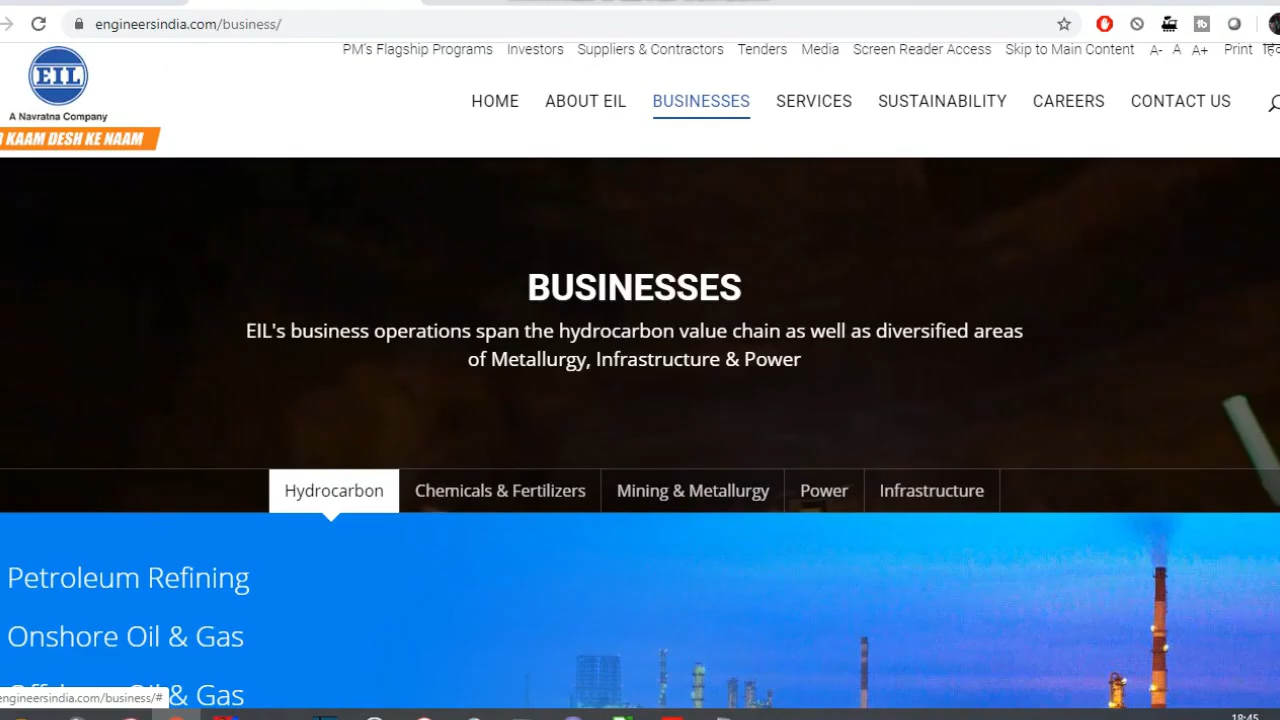 engineersindia.com/business/
PM's Flagship Programs Investors Suppliers & Contractors Tenders Media Screen Reader Access Skip to Main Content A- A A+ Print
EIL
A Navratna Company
KAAM DESH KE NAAM
HOME ABOUT EIL BUSINESSES SERVICES SUSTAINABILITY CAREERS CONTACT US
BUSINESSES
EIL's business operations span the hydrocarbon value chain as well as diversified areas
of Metallurgy, Infrastructure & Power
Hydrocarbon Chemicals & Fertilizers Mining & Metallurgy Power Infrastructure
Petroleum Refining
Onshore Oil & Gas
& Gas
engineersindia.com/business/#
18:45